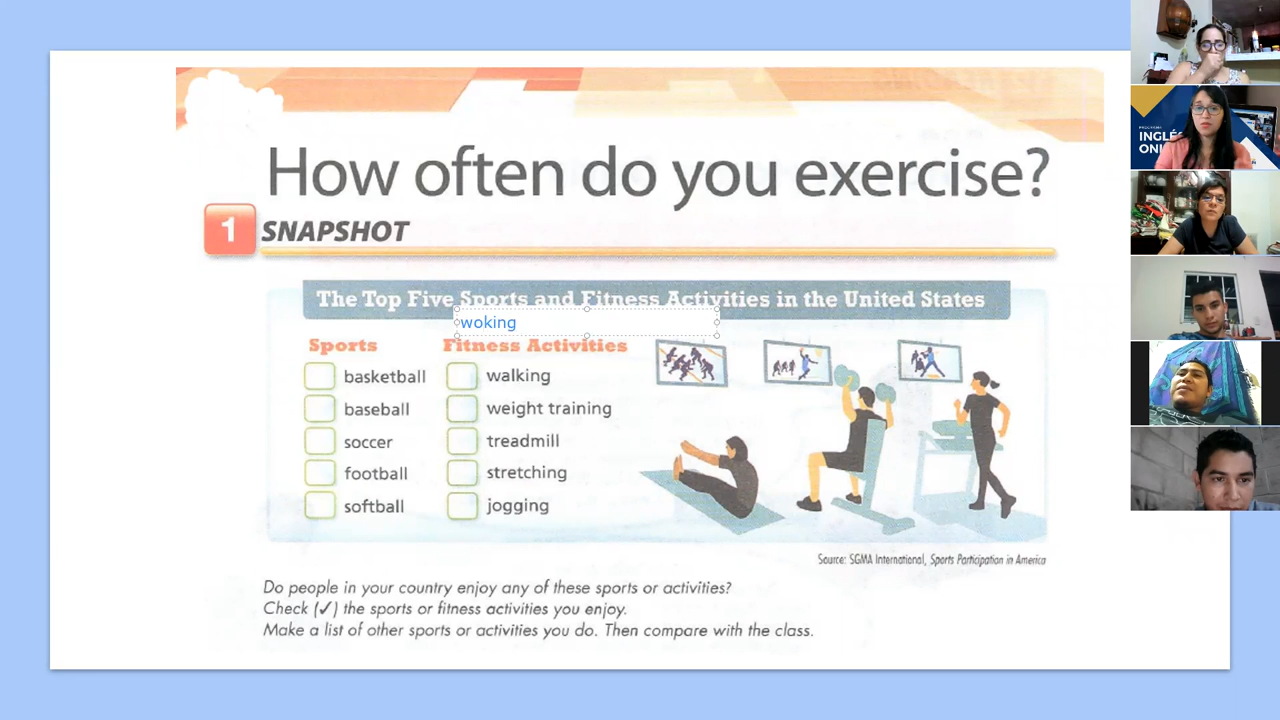 How often do you exercise?
1 SNAPSHOT
The Top Five Sports and Fitness Activities in the United States
woking
Sports
Fitness Activities
basketball
walking
baseball
weight training
soccer
treadmill
football
stretching
softball
jogging
Source: SGMA International, Sports Participation in America
Do people in your country enjoy any of these sports or activities?
Check (✓) the sports or fitness activities you enjoy.
Make a list of other sports or activities you do. Then compare with the class.